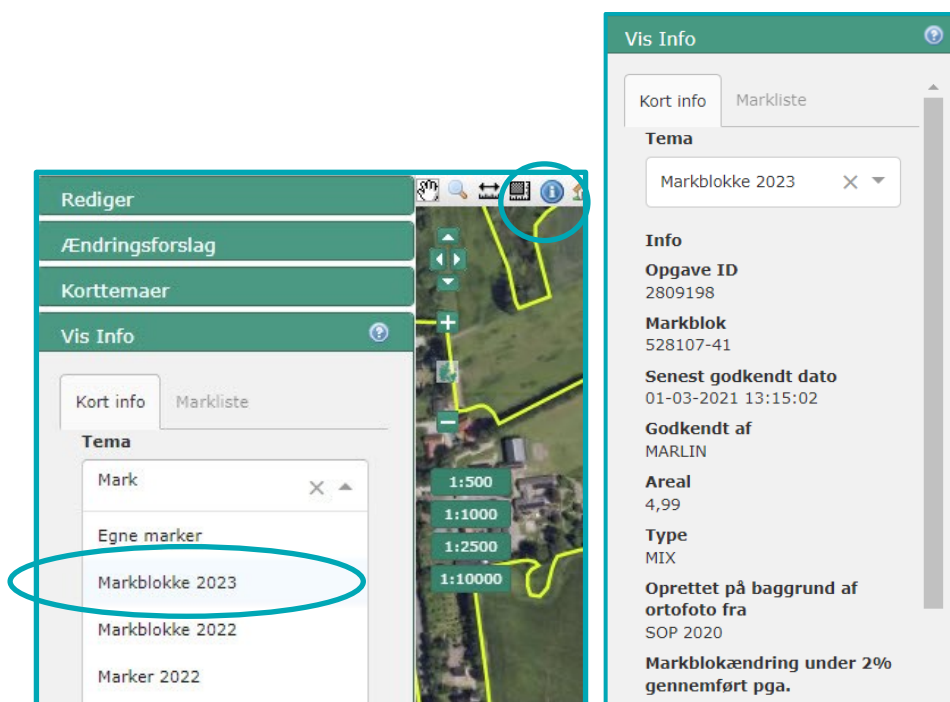 Rediger
Ændringsforslag
Korttemaer
Vis Info
Kort info Markliste
Tema
Mark
Egne marker
Markblokke 2023
Markblokke 2022
Marker 2022
1:500
1:1000
1:2500
1:10000
Vis Info
Kort info Markliste
Tema
Markblokke 2023
Info
Opgave ID
2809198
Markblok
528107-41
Senest godkendt dato
01-03-2021 13:15:02
Godkendt af
MARLIN
Areal
4,99
Type
MIX
Oprettet på baggrund af
ortofoto fra
SOP 2020
Markblokændring under 2%
gennemført pga.